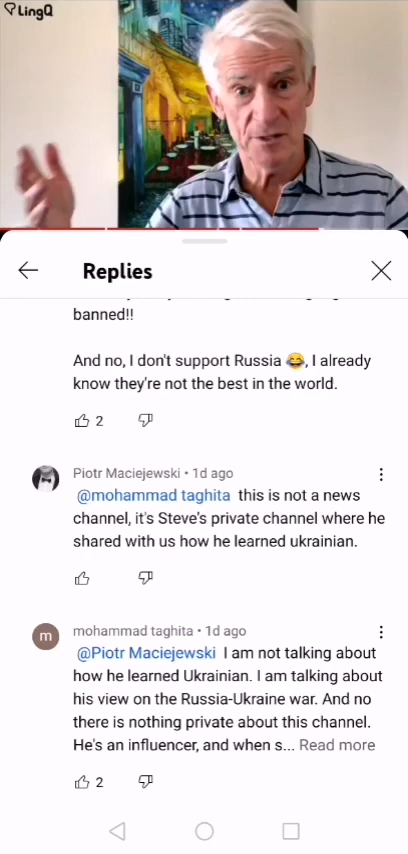 LingQ
Replies
banned!!
And no, I don't support Russia 😂, I already
know they're not the best in the world.
2
Piotr Maciejewski • 1d ago
@mohammad taghita this is not a news
channel, it's Steve's private channel where he
shared with us how he learned ukrainian.
m
mohammad taghita • 1d ago
@Piotr Maciejewski I am not talking about
how he learned Ukrainian. I am talking about
his view on the Russia-Ukraine war. And no
there is nothing private about this channel.
He's an influencer, and when s... Read more
2